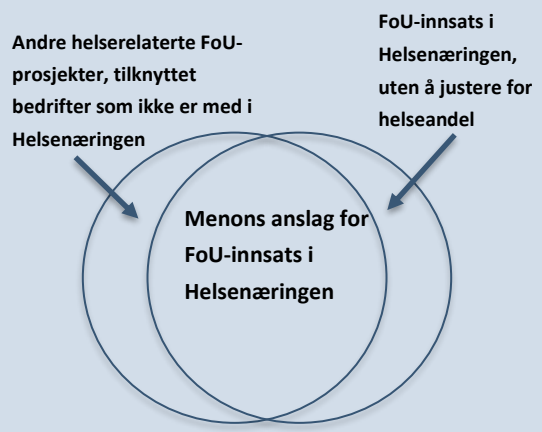 Andre helserelaterte FoU-
prosjekter, tilknyttet
bedrifter som ikke er med i
Helsenæringen
FoU-innsats i
Helsenæringen,
uten å justere for
helseandel
Menons anslag for
FoU-innsats i
Helsenæringen